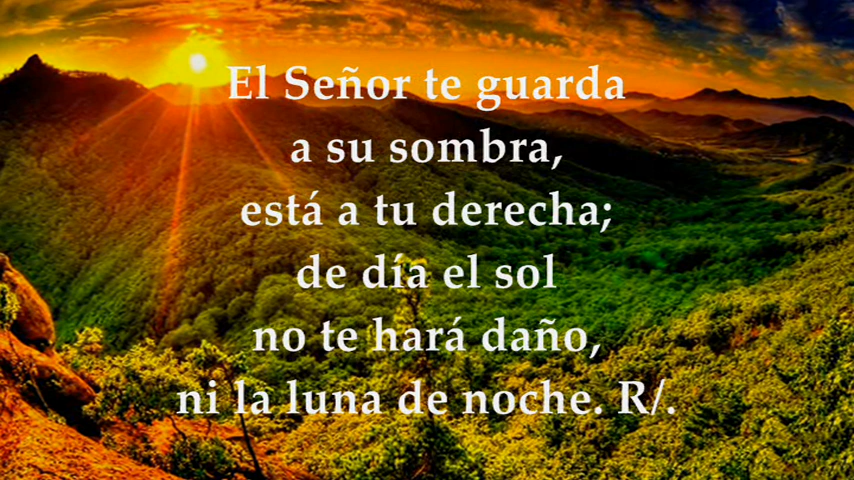 El Señor te guarda
a su sombra,
está a tu derecha;
de día el sol
no te hará daño,
ni la luna de noche. R/.